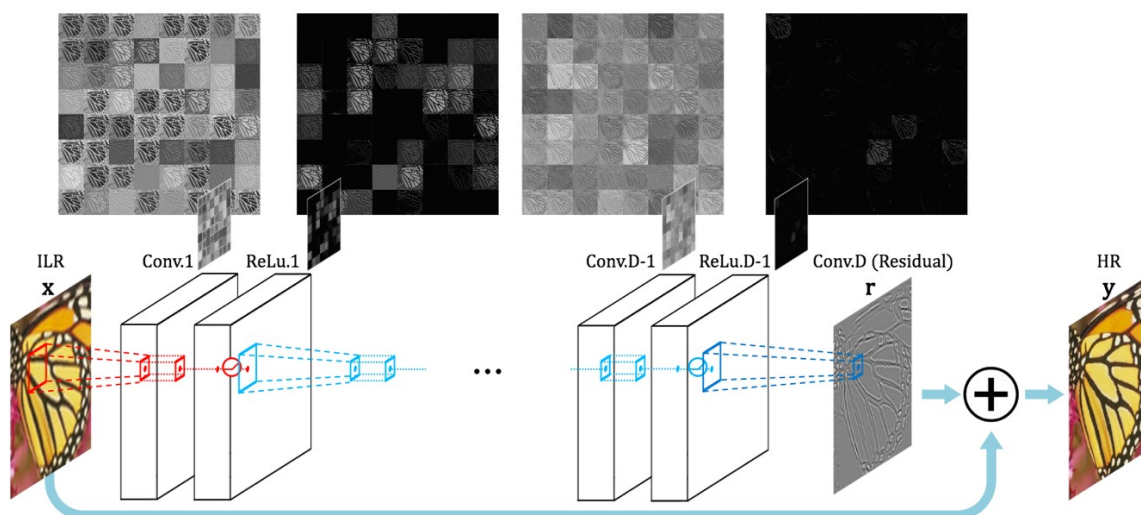 ILR
x
Conv.1
ReLu.1
...
Conv.D-1
ReLu.D-1
Conv.D (Residual)
r
HR
y